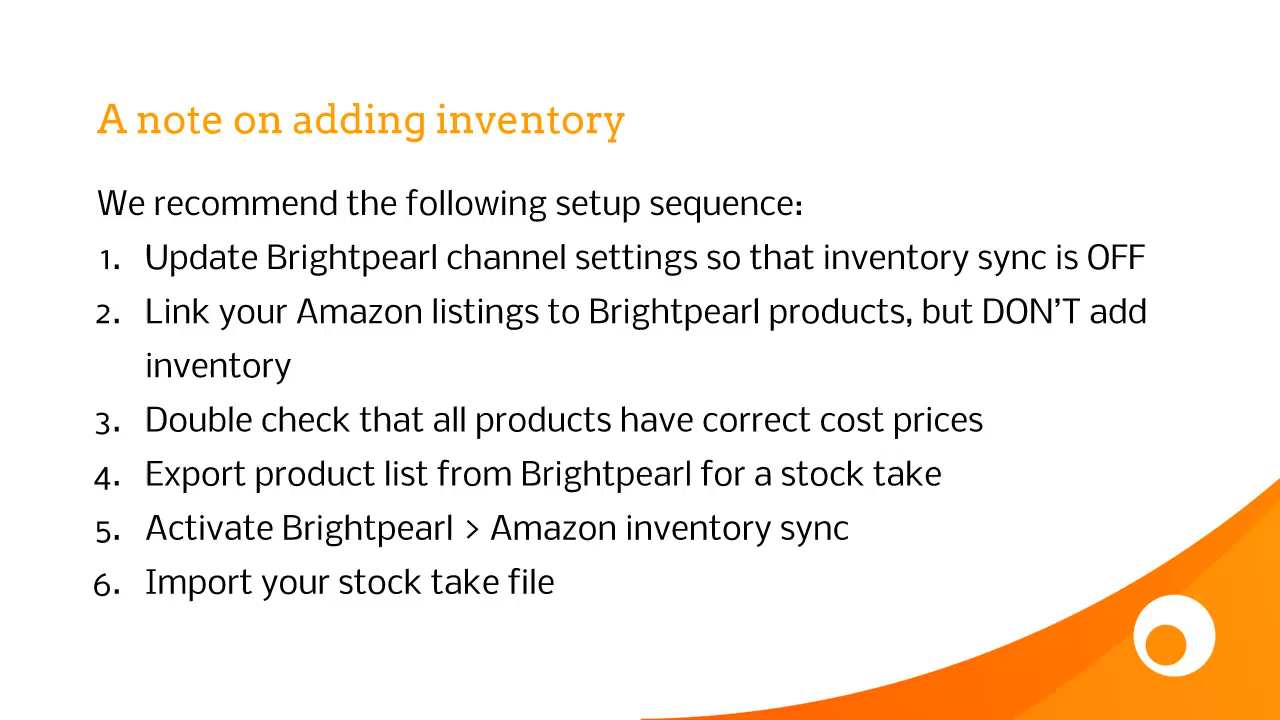 A note on adding inventory
We recommend the following setup sequence:
1. Update Brightpearl channel settings so that inventory sync is OFF
2. Link your Amazon listings to Brightpearl products, but DON’T add
inventory
3. Double check that all products have correct cost prices
4. Export product list from Brightpearl for a stock take
5. Activate Brightpearl > Amazon inventory sync
6. Import your stock take file